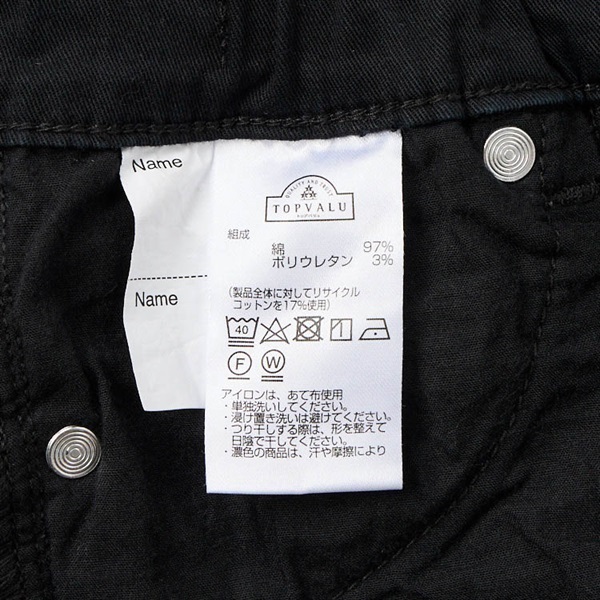 Name
Name
QUALITY AND TRUST
TOPVALU
トップバリュ
組成
綿 97%
ポリウレタン 3%
(製品全体に対してリサイクル
コットンを17%使用)
40
F W
アイロンは、あて布使用
・単独洗いしてください。
・浸け置き洗いは避けてください。
・つり干しする際は、形を整えて
日陰で干してください。
・濃色の商品は、汗や摩擦により